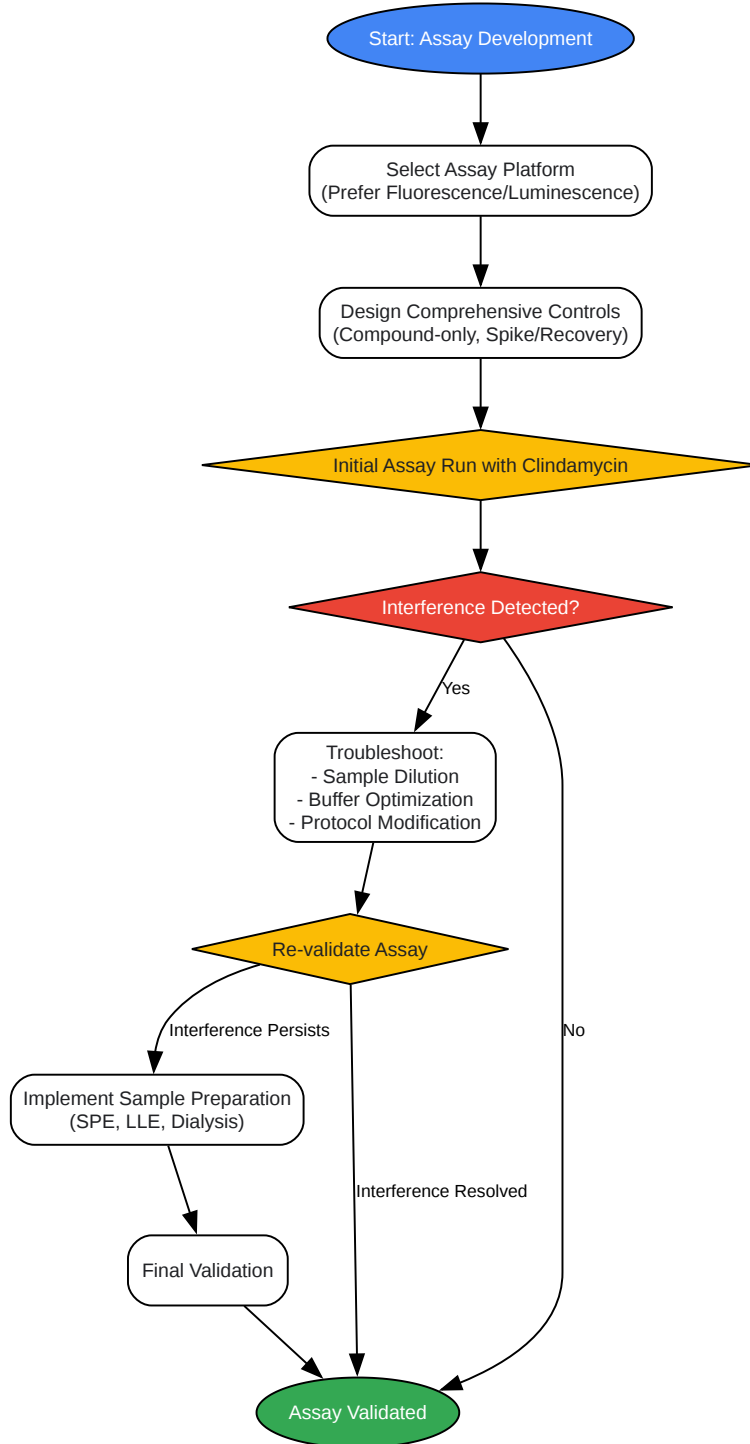 Start: Assay Development
Select Assay Platform
(Prefer Fluorescence/Luminescence)
Design Comprehensive Controls
(Compound-only, Spike/Recovery)
Initial Assay Run with Clindamycin
Interference Detected?
Yes
Troubleshoot:
- Sample Dilution
- Buffer Optimization
- Protocol Modification
Re-validate Assay
Interference Persists
No
Implement Sample Preparation
(SPE, LLE, Dialysis)
Interference Resolved
Final Validation
Assay Validated